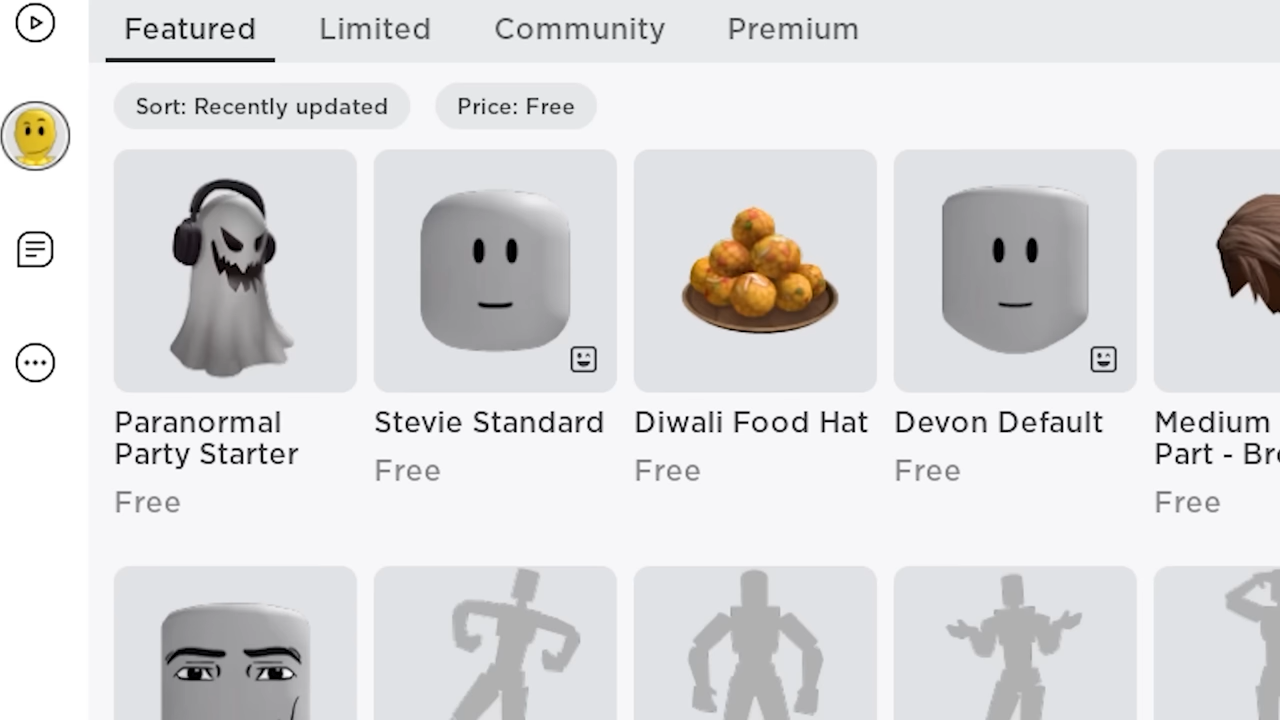 Featured Limited Community Premium
Sort: Recently updated Price: Free
Paranormal
Party Starter
Free
Stevie Standard
Free
Diwali Food Hat
Free
Devon Default
Free
Medium
Part -
Free